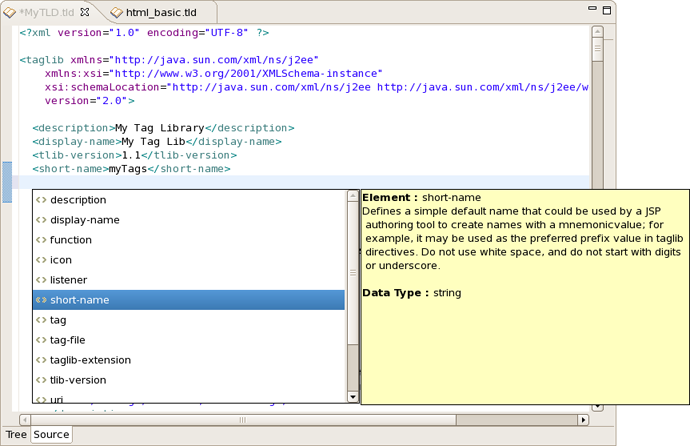 *MyTLD.tld
html_basic.tld
<?xml version="1.0" encoding="UTF-8" ?>
<taglib xmlns="http://java.sun.com/xml/ns/j2ee"
xmlns:xsi="http://www.w3.org/2001/XMLSchema-instance"
xsi:schemaLocation="http://java.sun.com/xml/ns/j2ee http://java.sun.com/xml/ns/j2ee/w
version="2.0">
<description>My Tag Library</description>
<display-name>My Tag Lib</display-name>
<tlib-version>1.1</tlib-version>
<short-name>myTags</short-name>
description
display-name
function
icon
listener
short-name
tag
tag-file
taglib-extension
tlib-version
uri
Element : short-name
Defines a simple default name that could be used by a JSP
authoring tool to create names with a mnemonicvalue; for
example, it may be used as the preferred prefix value in taglib
directives. Do not use white space, and do not start with digits
or underscore.
Data Type : string
Tree
Source